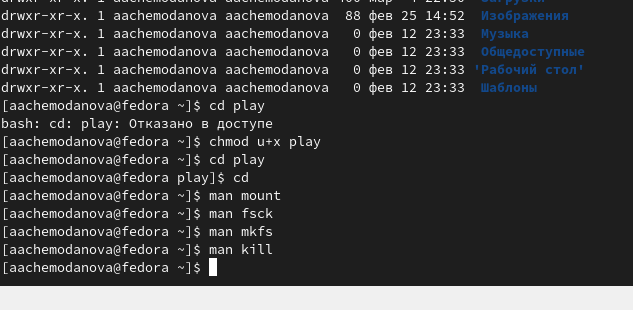 drwxr-xr-x. 1 aachemodanova aachemodanova 88 фев 25 14:52 Изображения
drwxr-xr-x. 1 aachemodanova aachemodanova 0 фев 12 23:33 Музыка
drwxr-xr-x. 1 aachemodanova aachemodanova 0 фев 12 23:33 Общедоступные
drwxr-xr-x. 1 aachemodanova aachemodanova 0 фев 12 23:33 'Рабочий стол'
drwxr-xr-x. 1 aachemodanova aachemodanova 0 фев 12 23:33 Шаблоны
[aachemodanova@fedora ~]$ cd play
bash: cd: play: Отказано в доступе
[aachemodanova@fedora ~]$ chmod u+x play
[aachemodanova@fedora ~]$ cd play
[aachemodanova@fedora play]$ cd
[aachemodanova@fedora ~]$ man mount
[aachemodanova@fedora ~]$ man fsck
[aachemodanova@fedora ~]$ man mkfs
[aachemodanova@fedora ~]$ man kill
[aachemodanova@fedora ~]$